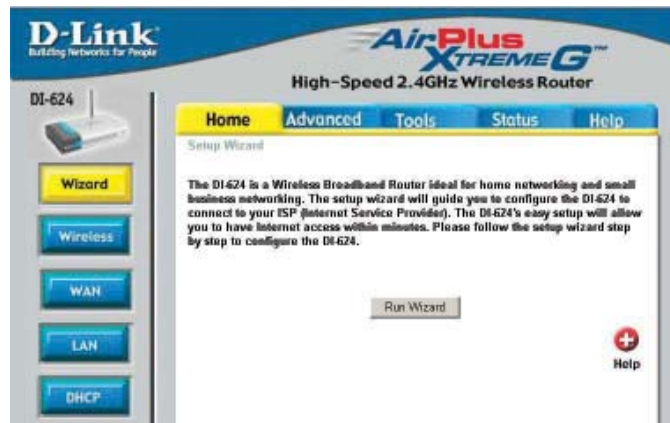 D-Link
Building Networks for People
AirPlus
XTREME G™
High-Speed 2.4GHz Wireless Router
DI-624
Home Advanced Tools Status Help
Setup Wizard
Wizard
The DI-624 is a Wireless Broadband Router ideal for home networking and small
business networking. The setup wizard will guide you to configure the DI-624 to
connect to your ISP (Internet Service Provider). The DI-624's easy setup will allow
you to have Internet access within minutes. Please follow the setup wizard step
by step to configure the DI-624.
Wireless
WAN
Run Wizard
LAN
Help
DHCP